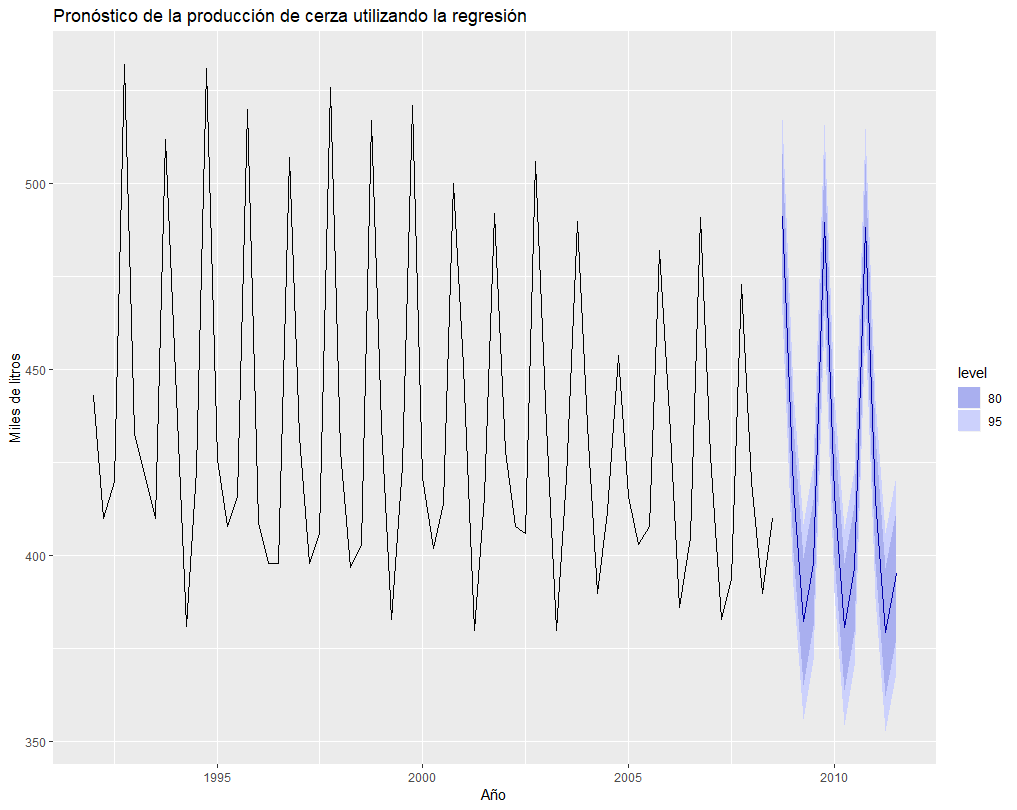 Pronóstico de la producción de cerza utilizando la regresión
Miles de litros
500
450
400
350
1995
2000
2005
2010
Año
level
80
95